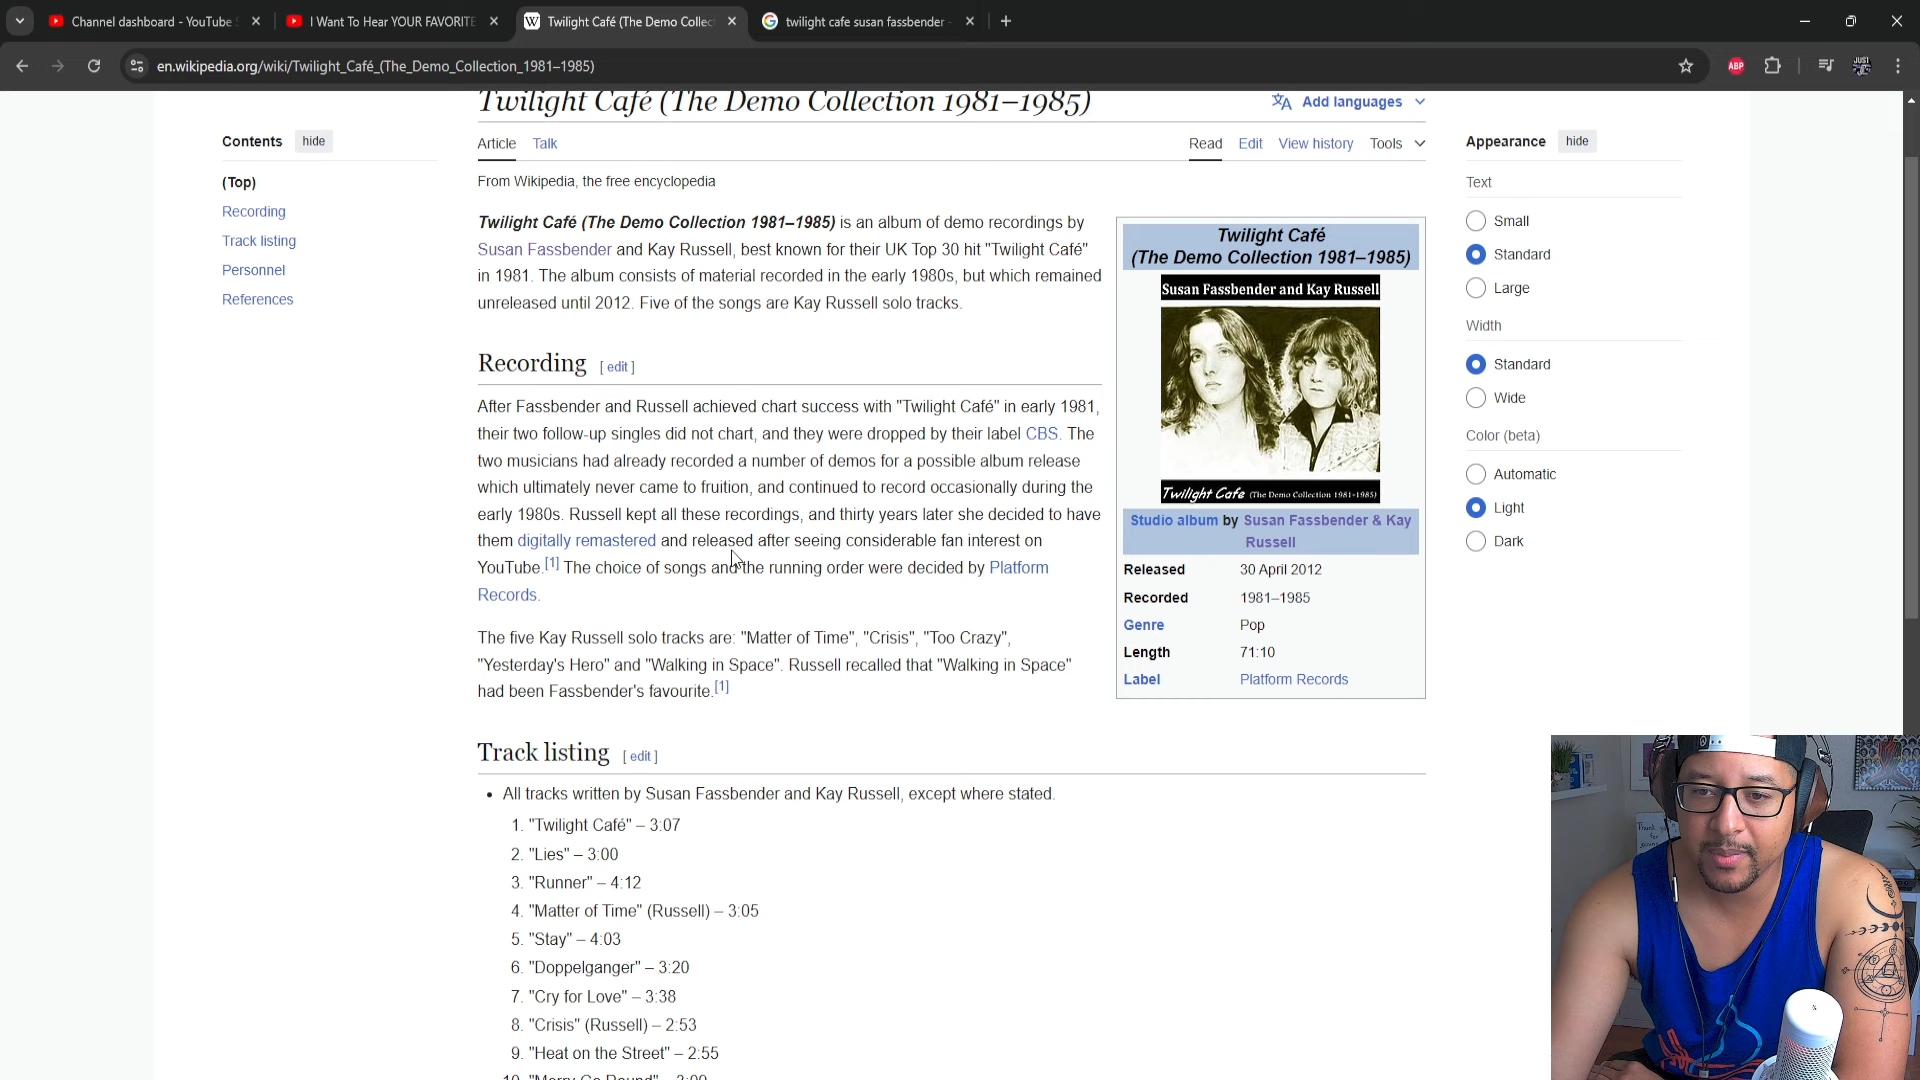 Channel dashboard - YouTube
I Want To Hear YOUR FAVORITE
Twilight Café (The Demo Collec
twilight cafe susan fassbender -
en.wikipedia.org/wiki/Twilight_Café_(The_Demo_Collection_1981–1985)
ABP
JUST
Twilight Café (The Demo Collection 1981–1985)
Add languages
Contents hide
Article Talk
Read Edit View history Tools
Appearance hide
(Top)
Recording
Track listing
Personnel
References
From Wikipedia, the free encyclopedia
Twilight Café (The Demo Collection 1981–1985) is an album of demo recordings by
Susan Fassbender and Kay Russell, best known for their UK Top 30 hit "Twilight Café"
in 1981. The album consists of material recorded in the early 1980s, but which remained
unreleased until 2012. Five of the songs are Kay Russell solo tracks.
Recording [ edit ]
After Fassbender and Russell achieved chart success with "Twilight Café" in early 1981,
their two follow-up singles did not chart, and they were dropped by their label CBS. The
two musicians had already recorded a number of demos for a possible album release
which ultimately never came to fruition, and continued to record occasionally during the
early 1980s. Russell kept all these recordings, and thirty years later she decided to have
them digitally remastered and released after seeing considerable fan interest on
YouTube.[1] The choice of songs and the running order were decided by Platform
Records.
The five Kay Russell solo tracks are: "Matter of Time", "Crisis", "Too Crazy",
"Yesterday's Hero" and "Walking in Space". Russell recalled that "Walking in Space"
had been Fassbender's favourite.[1]
Twilight Café
(The Demo Collection 1981–1985)
Susan Fassbender and Kay Russell
Twilight Cafe (The Demo Collection 1981-1985)
Studio album by Susan Fassbender & Kay
Russell
Released 30 April 2012
Recorded 1981–1985
Genre Pop
Length 71:10
Label Platform Records
Text
Small
Standard
Large
Width
Standard
Wide
Color (beta)
Automatic
Light
Dark
Track listing [ edit ]
• All tracks written by Susan Fassbender and Kay Russell, except where stated.
1. "Twilight Café" – 3:07
2. "Lies" – 3:00
3. "Runner" – 4:12
4. "Matter of Time" (Russell) – 3:05
5. "Stay" – 4:03
6. "Doppelganger" – 3:20
7. "Cry for Love" – 3:38
8. "Crisis" (Russell) – 2:53
9. "Heat on the Street" – 2:55
10. "Merry Go Round"